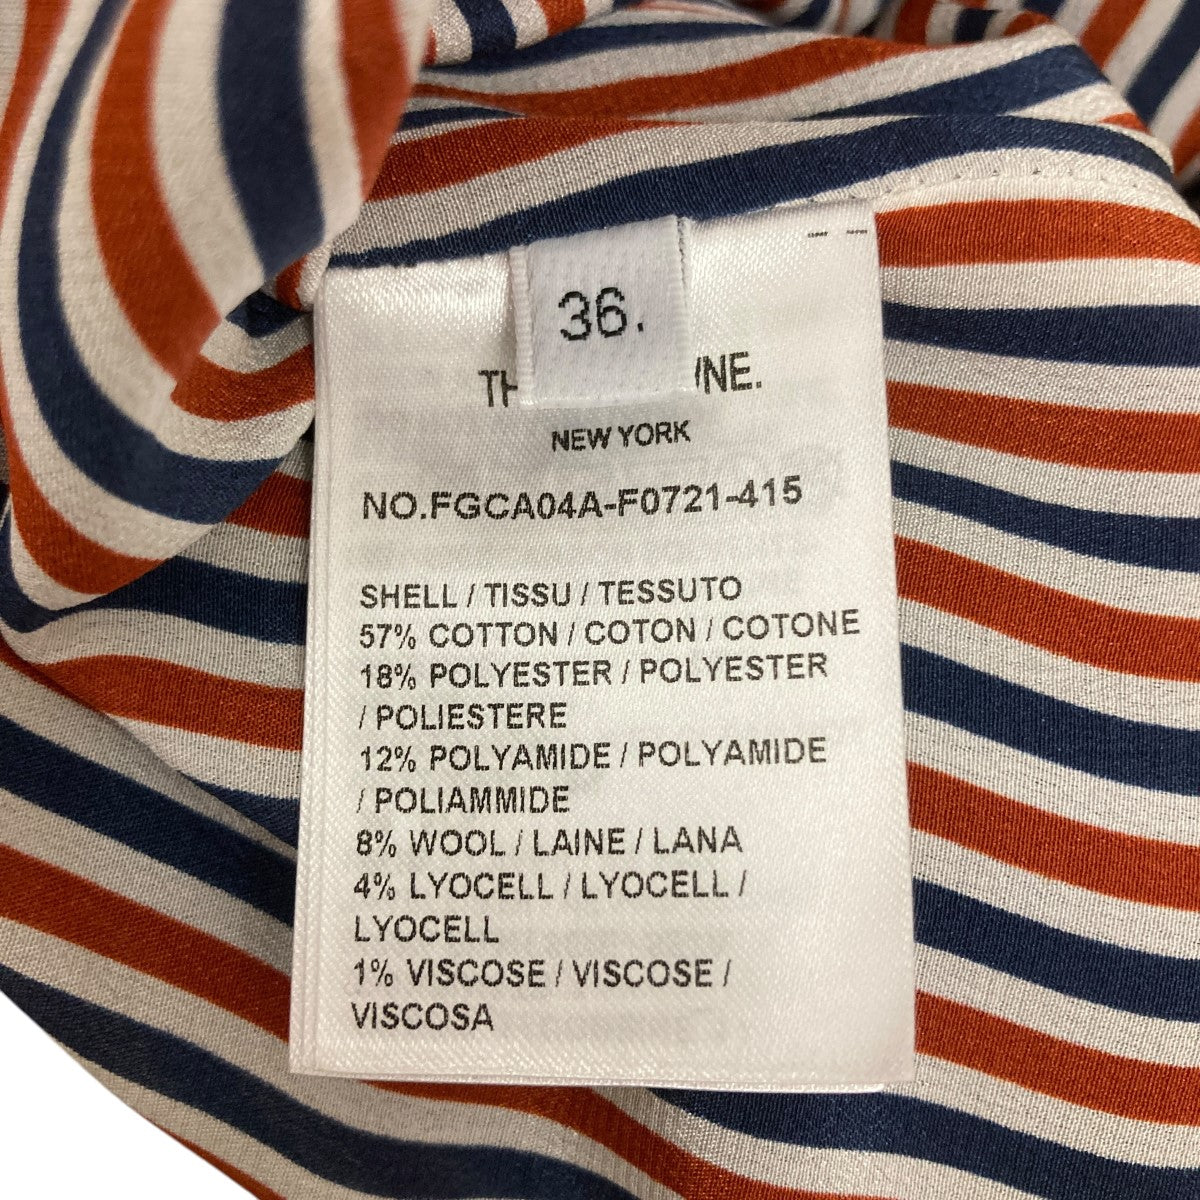 36.
NEW YORK
NO.FGCA04A-F0721-415
SHELL / TISSU / TESSUTO
57% COTTON / COTON / COTONE
18% POLYESTER / POLYESTER
/ POLIESTERE
12% POLYAMIDE / POLYAMIDE
/ POLIAMMIDE
8% WOOL / LAINE / LANA
4% LYOCELL / LYOCELL /
LYOCELL
1% VISCOSE / VISCOSE /
VISCOSA